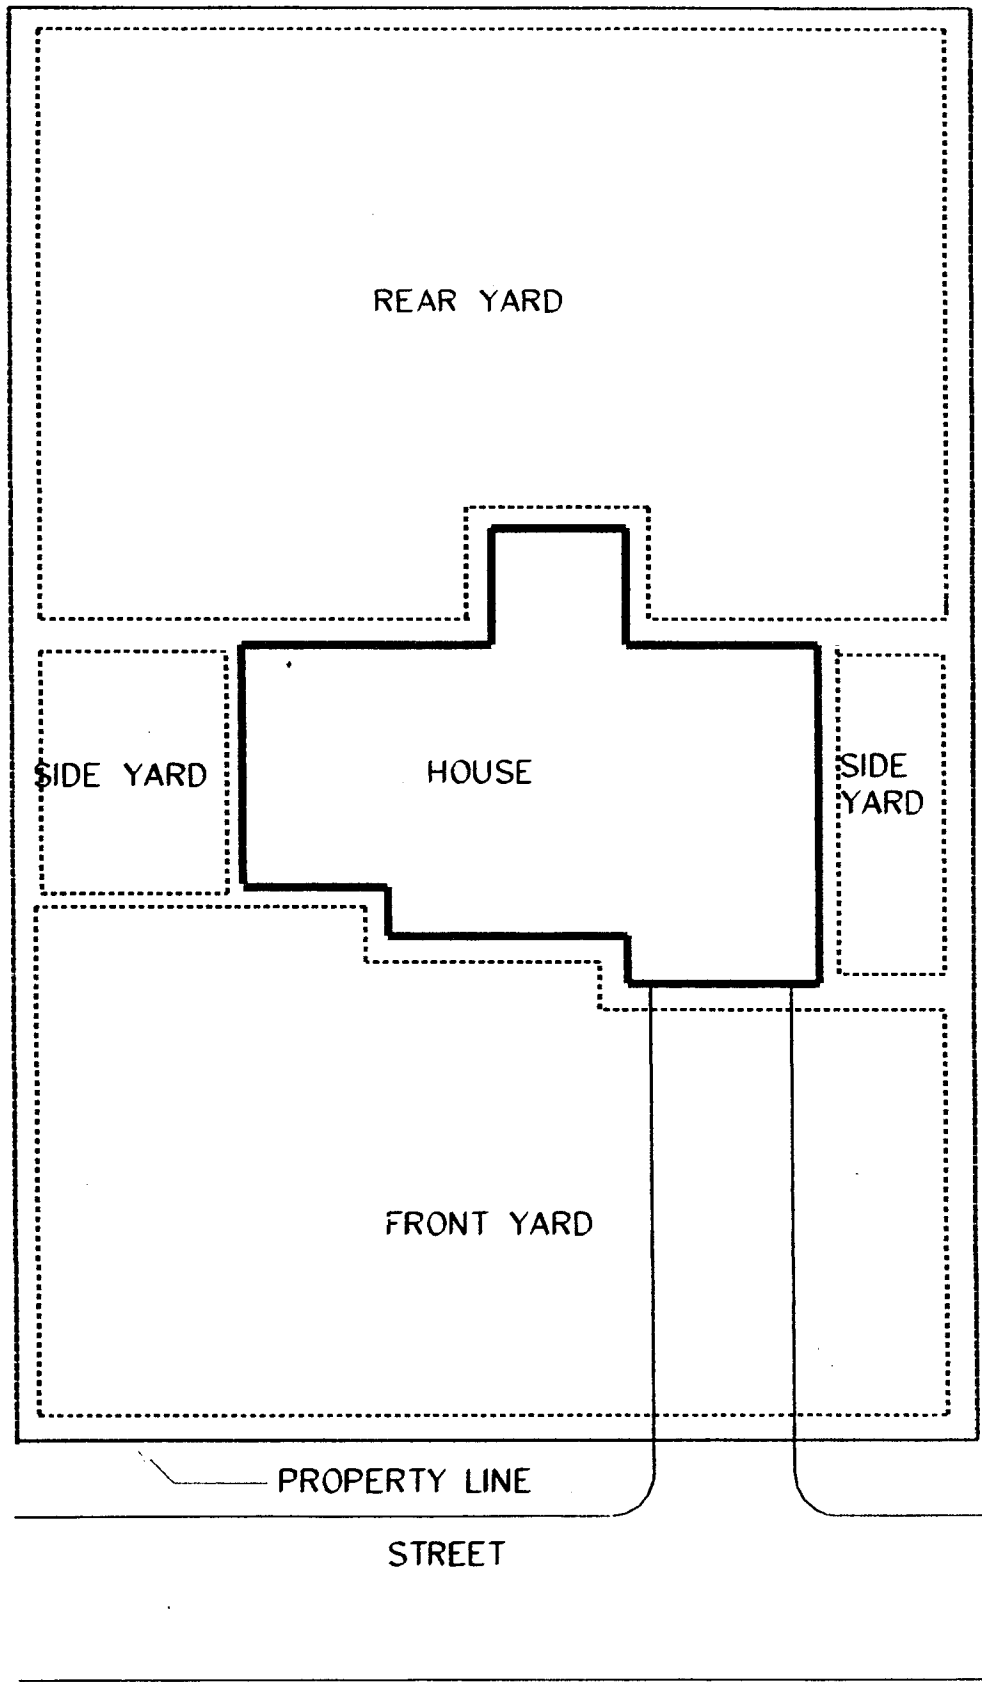 REAR YARD
SIDE YARD
HOUSE
SIDE
YARD
FRONT YARD
PROPERTY LINE
STREET